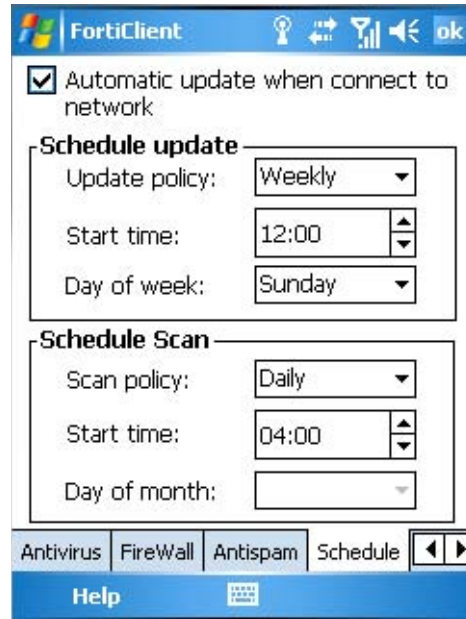 FortiClient ok
Automatic update when connect to
network
Schedule update
Update policy: Weekly
Start time: 12:00
Day of week: Sunday
Schedule Scan
Scan policy: Daily
Start time: 04:00
Day of month:
Antivirus FireWall Antispam Schedule
Help